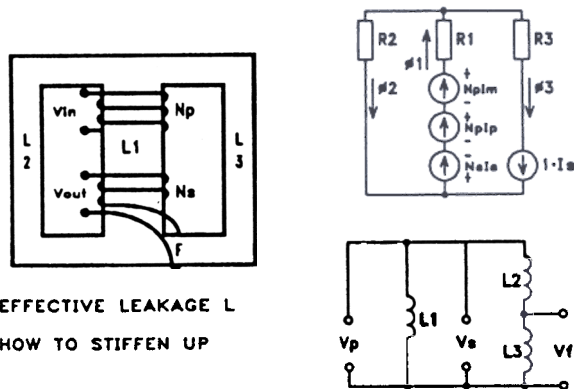 R2
R1
R3
ø1
ø2
ø3
NpIm
NpIp
NsIs
1·Is
+
-
+
-
-
+
Vin
Np
L1
L
2
L
3
Vout
Ns
F
EFFECTIVE LEAKAGE L
HOW TO STIFFEN UP
L2
L1
Vp
Vs
L3
Vf